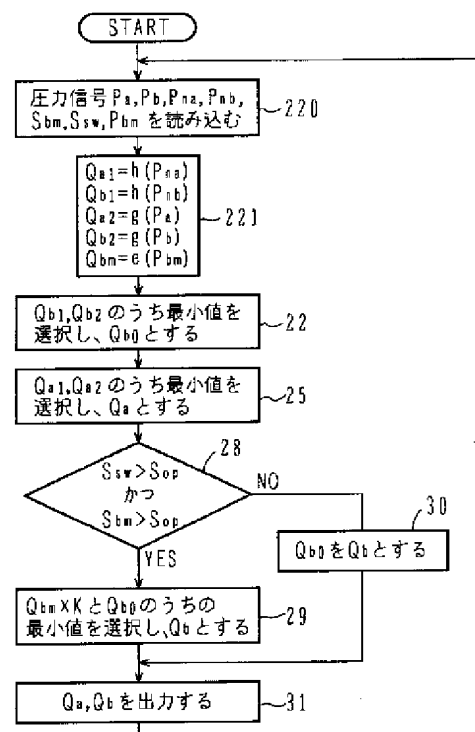 START
圧力信号Pa,Pb,Pna,Pnb,
Sbm,Ssw,Pbmを読み込む
220
Qa1=h(Pna)
Qb1=h(Pnb)
Qa2=g(Pa)
Qb2=g(Pb)
Qbm=e(Pbm)
221
Qb1,Qb2のうち最小値を
選択し、Qb0とする
22
Qa1,Qa2のうち最小値を
選択し、Qaとする
25
28
Ssw>Sop
かつ
Sbm>Sop
NO
YES
30
Qb0をQbとする
Qbm×KとQb0のうちの
最小値を選択し、Qbとする
29
Qa,Qbを出力する
31